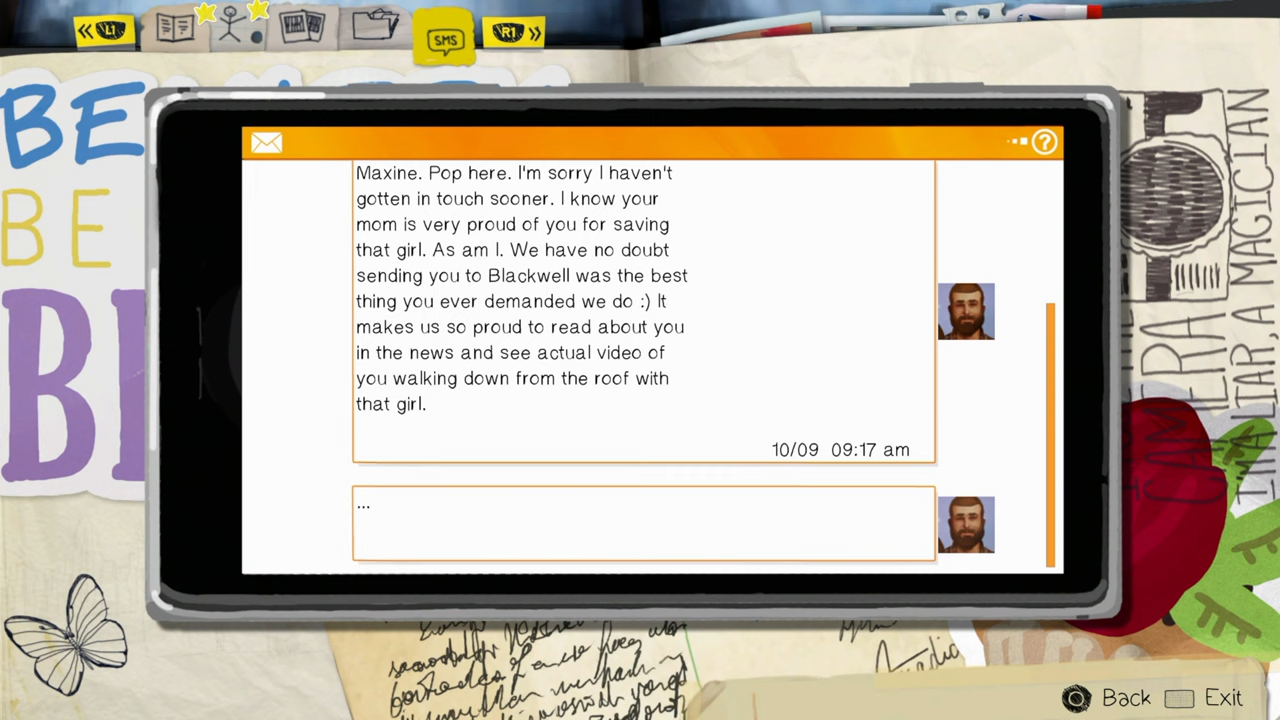 L1
SMS
R1
BE
BE
Maxine. Pop here. I'm sorry I haven't
gotten in touch sooner. I know your
mom is very proud of you for saving
that girl. As am I. We have no doubt
sending you to Blackwell was the best
thing you ever demanded we do :) It
makes us so proud to read about you
in the news and see actual video of
you walking down from the roof with
that girl.
10/09 09:17 am
...
?
A MAGICIAN
Back
Exit